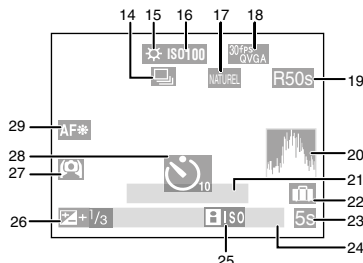 14 15 16 17 18
ISO100 NATUREL 30fps QVGA
R50s 19
29 AF
28 20
27 10 21
22
26 +1/3 ISO 5s 23
25 24